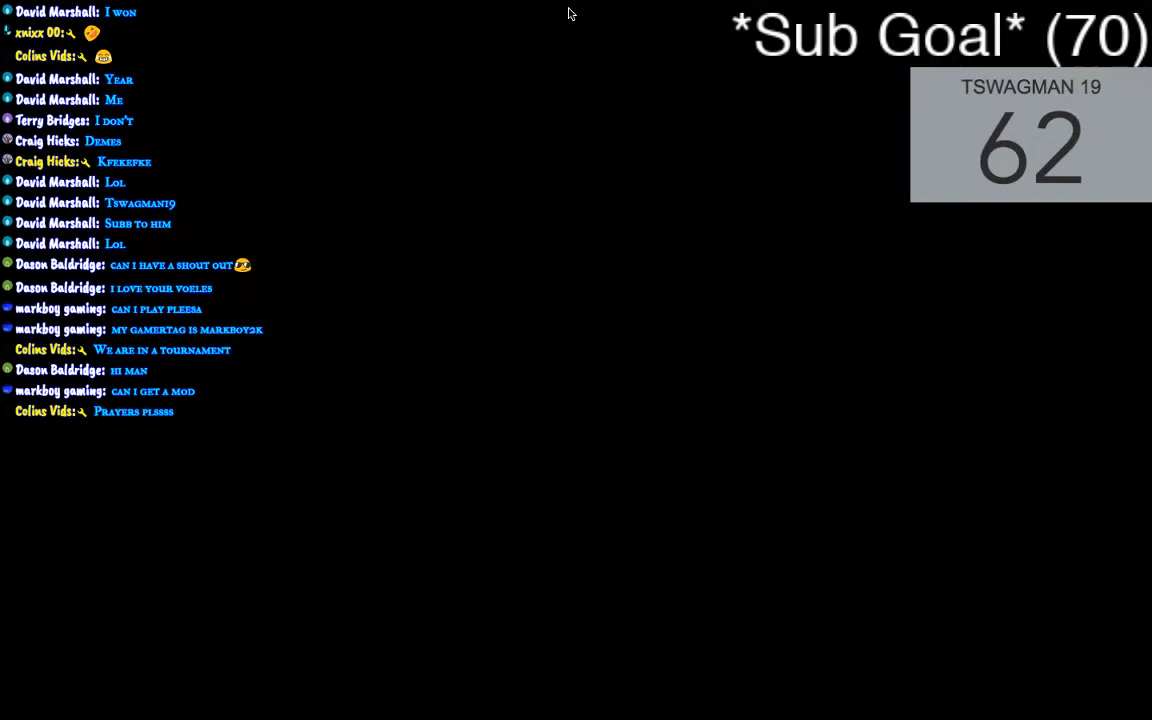 David Marshall: I won
xnixx OO:
Colins Vids:
David Marshall: Year
David Marshall: Me
Terry Bridges: I don't
Craig Hicks: Demes
Craig Hicks: Kfekefke
David Marshall: Lol
David Marshall: Tswagman19
David Marshall: Subb to him
David Marshall: Lol
Dason Baldridge: can i have a shout out
Dason Baldridge: i love your voeles
markboy gaming: can i play pleesa
markboy gaming: my gamertag is markboy2k
Colins Vids: We are in a tournament
Dason Baldridge: hi man
markboy gaming: can i get a mod
Colins Vids: Prayers plssss
*Sub Goal* (70)
TSWAGMAN 19
62